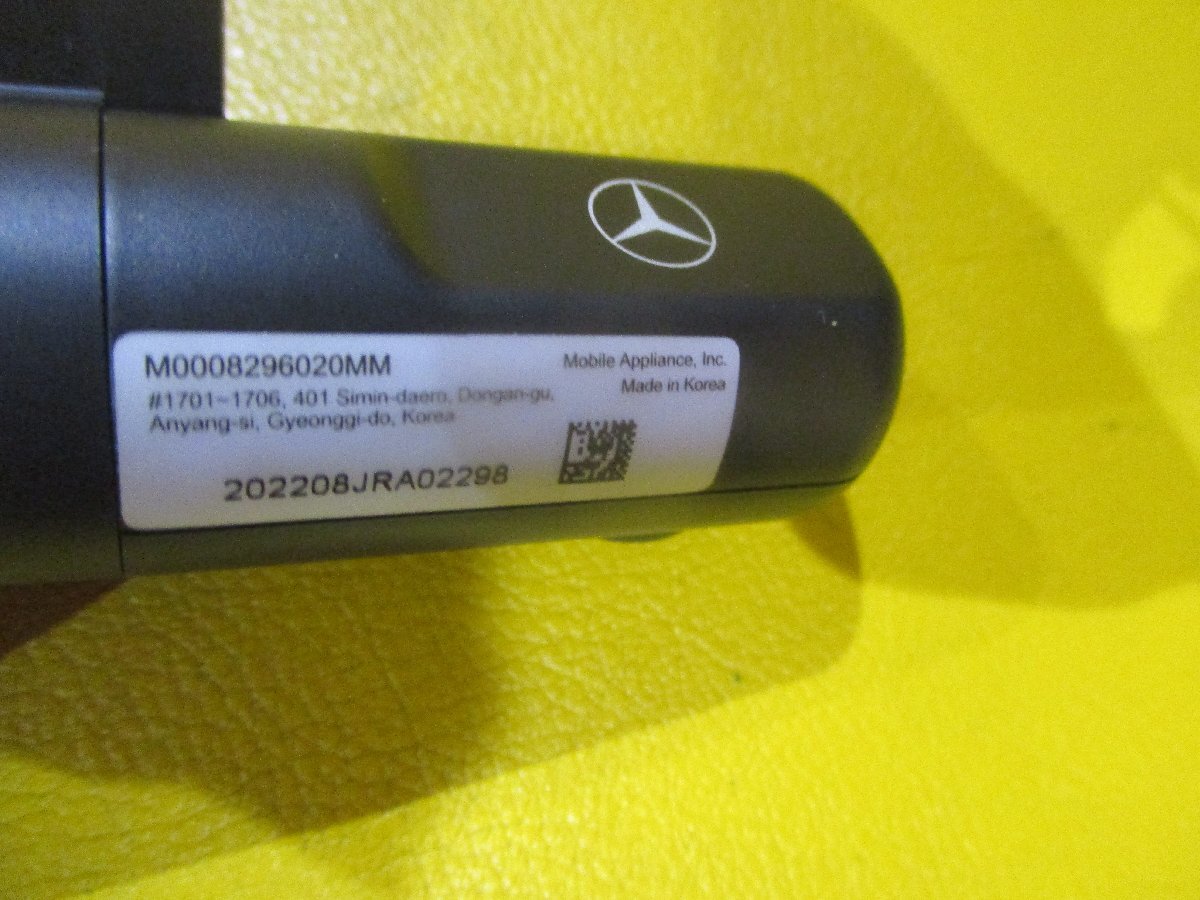 M0008296020MM
Mobile Appliance, Inc.
Made in Korea
#1701~1706, 401 Simin-daero, Dongan-gu,
Anyang-si, Gyeonggi-do, Korea
202208JRA02298